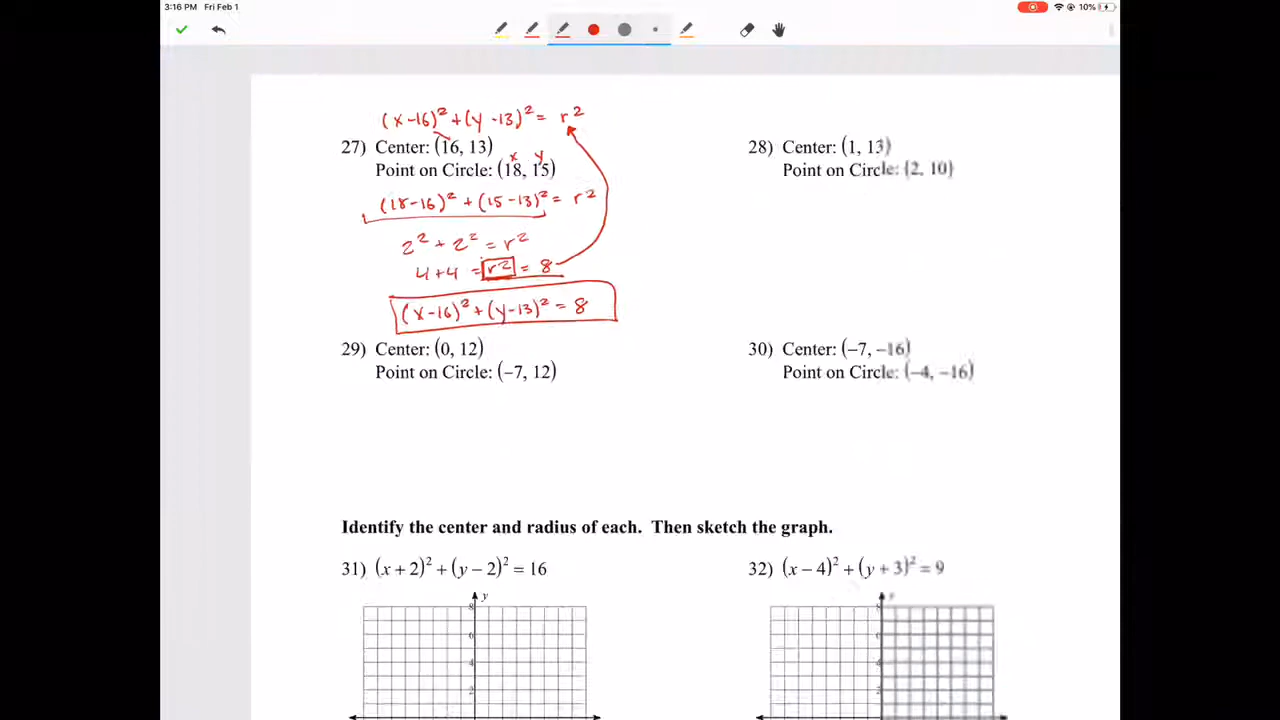 3:16 PM Fri Feb 1
10%
(x-16)² + (y-13)² = r²
27) Center: (16, 13)
x y
Point on Circle: (18, 15)
(18-16)² + (15-13)² = r²
2² + 2² = r²
4+4 = r² = 8
(x-16)² + (y-13)² = 8
28) Center: (1, 13)
Point on Circle: (2, 10)
29) Center: (0, 12)
Point on Circle: (−7, 12)
30) Center: (−7, −16)
Point on Circle: (−4, −16)
Identify the center and radius of each. Then sketch the graph.
31) (x + 2)² + (y − 2)² = 16
y
8
6
4
2
32) (x − 4)² + (y + 3)² = 9
y
8
6
4
2